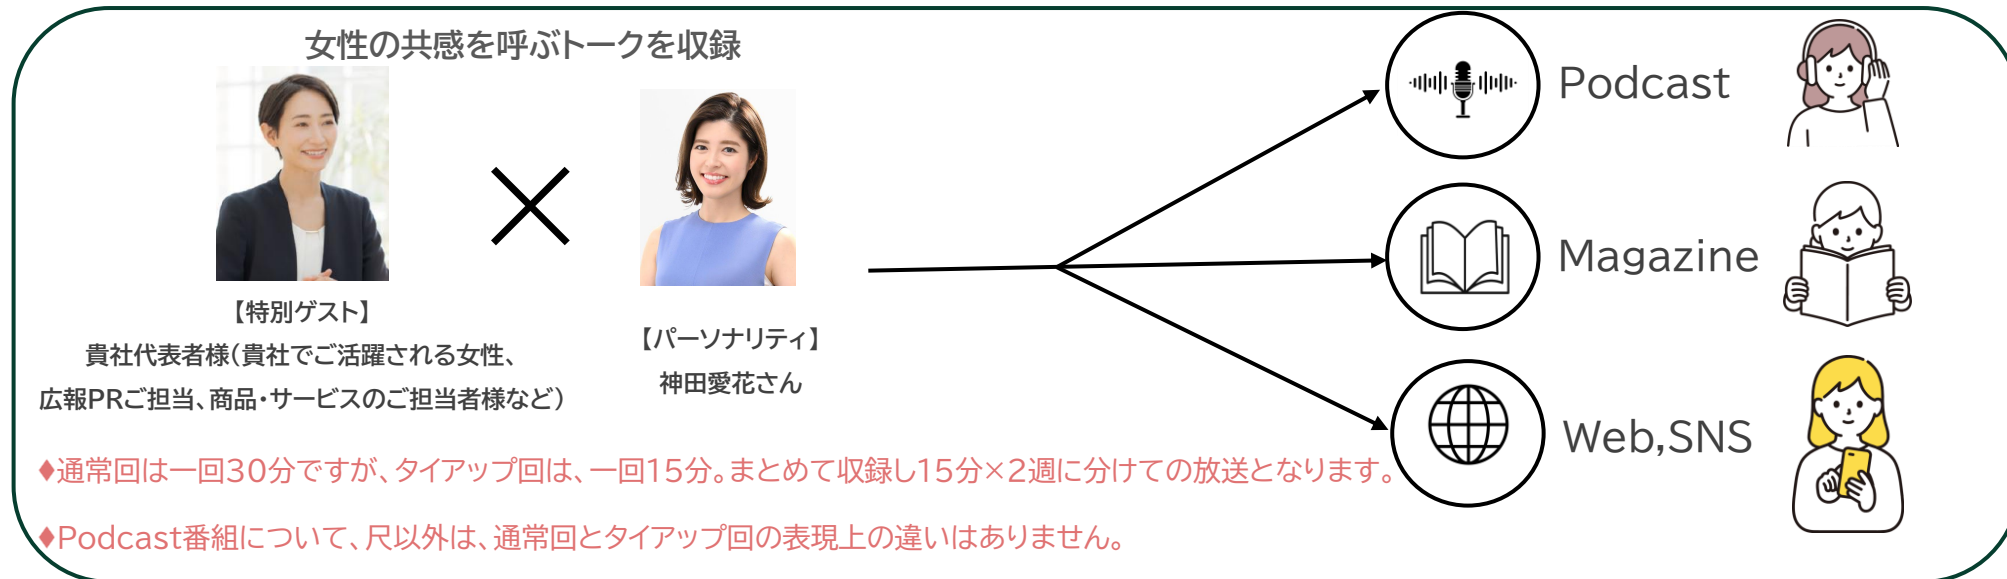 女性の共感を呼ぶトークを収録
【特別ゲスト】
貴社代表者様(貴社でご活躍される女性、
広報PRご担当、商品・サービスのご担当者様など)
【パーソナリティ】
神田愛花さん
Podcast
Magazine
Web,SNS
♦通常回は一回30分ですが、タイアップ回は、一回15分。まとめて収録し15分×2週に分けての放送となります。
♦Podcast番組について、尺以外は、通常回とタイアップ回の表現上の違いはありません。